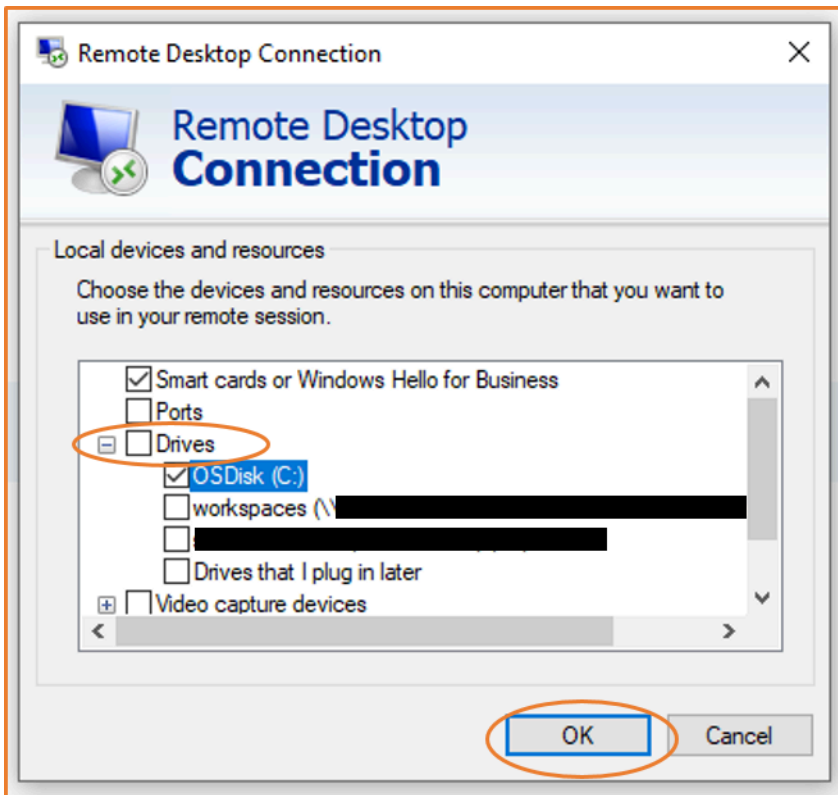 Remote Desktop Connection
Remote Desktop
Connection
Local devices and resources
Choose the devices and resources on this computer that you want to
use in your remote session.
Smart cards or Windows Hello for Business
Ports
Drives
OSDisk (C:)
workspaces (\\
Drives that I plug in later
Video capture devices
OK
Cancel